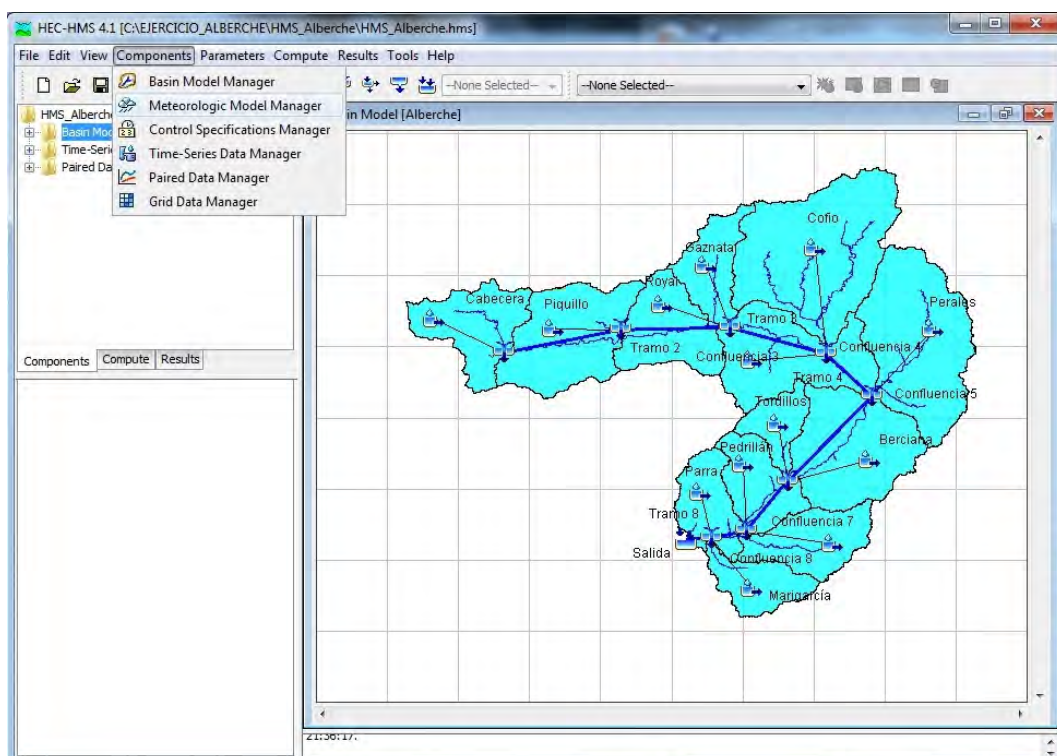 HEC-HMS 4.1 [C:\EJERCICIO_ALBERCHE\HMS_Alberche\HMS_Alberche.hms]
File Edit View Components Parameters Compute Results Tools Help
--None Selected-- --None Selected--
Basin Model Manager
Meteorologic Model Manager
Control Specifications Manager
Time-Series Data Manager
Paired Data Manager
Grid Data Manager
HMS_Alberche
Basin Mod
Time-Seri
Paired Da
Components Compute Results
in Model [Alberche]
Cofio
Gaznata
Royal
Cabecera
Piquillo
Perales
Tramo 3
Tramo 2
Confluencia 3
Confluencia 4
Tramo 4
Confluencia 5
Tordillos
Berciana
Pedrillán
Parra
Tramo 8
Confluencia 7
Salida
Confluencia 8
Marigarcía
21:36:17.